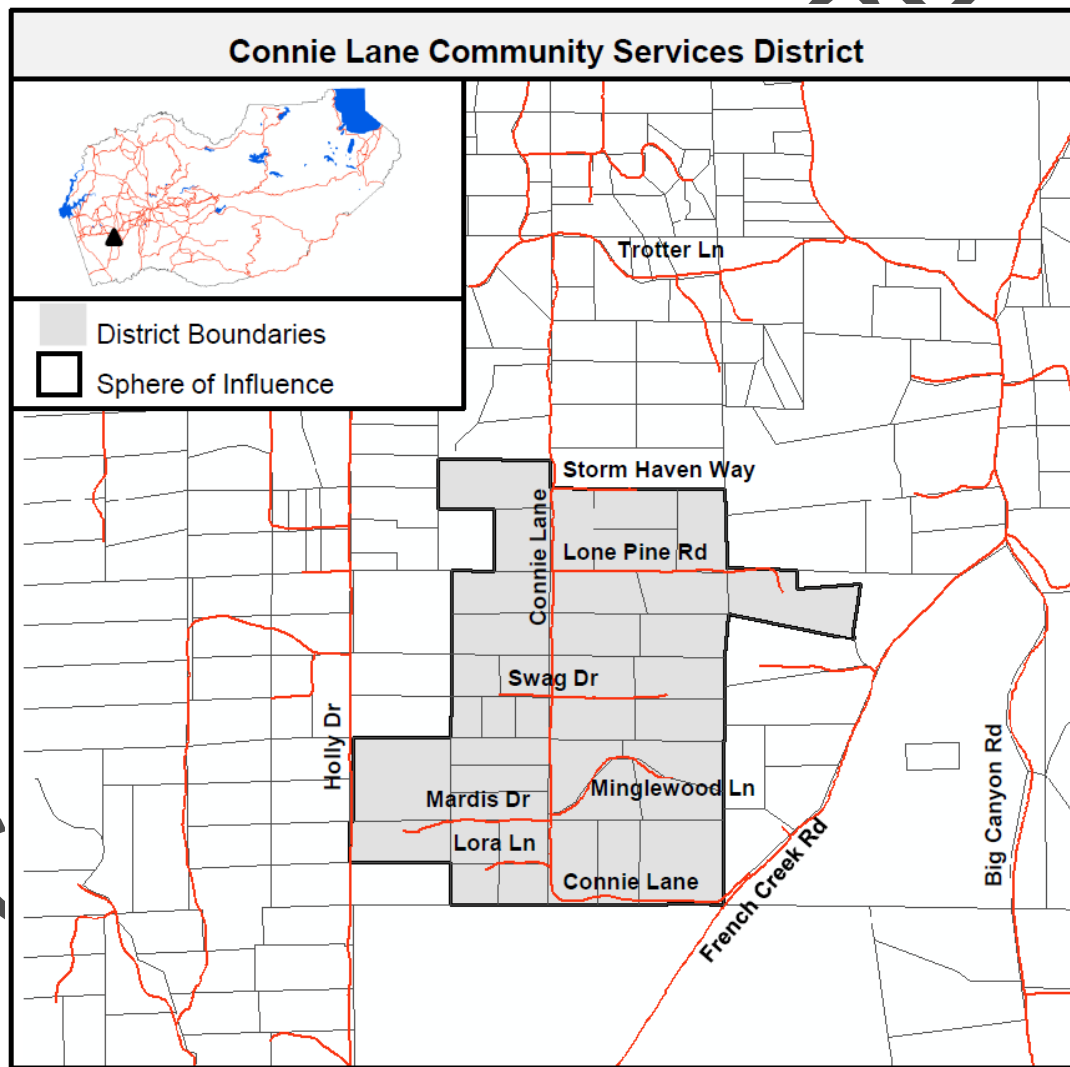 Connie Lane Community Services District
District Boundaries
Sphere of Influence
Trotter Ln
Storm Haven Way
Connie Lane
Lone Pine Rd
Swag Dr
Holly Dr
Minglewood Ln
Mardis Dr
Lora Ln
Connie Lane
French Creek Rd
Big Canyon Rd